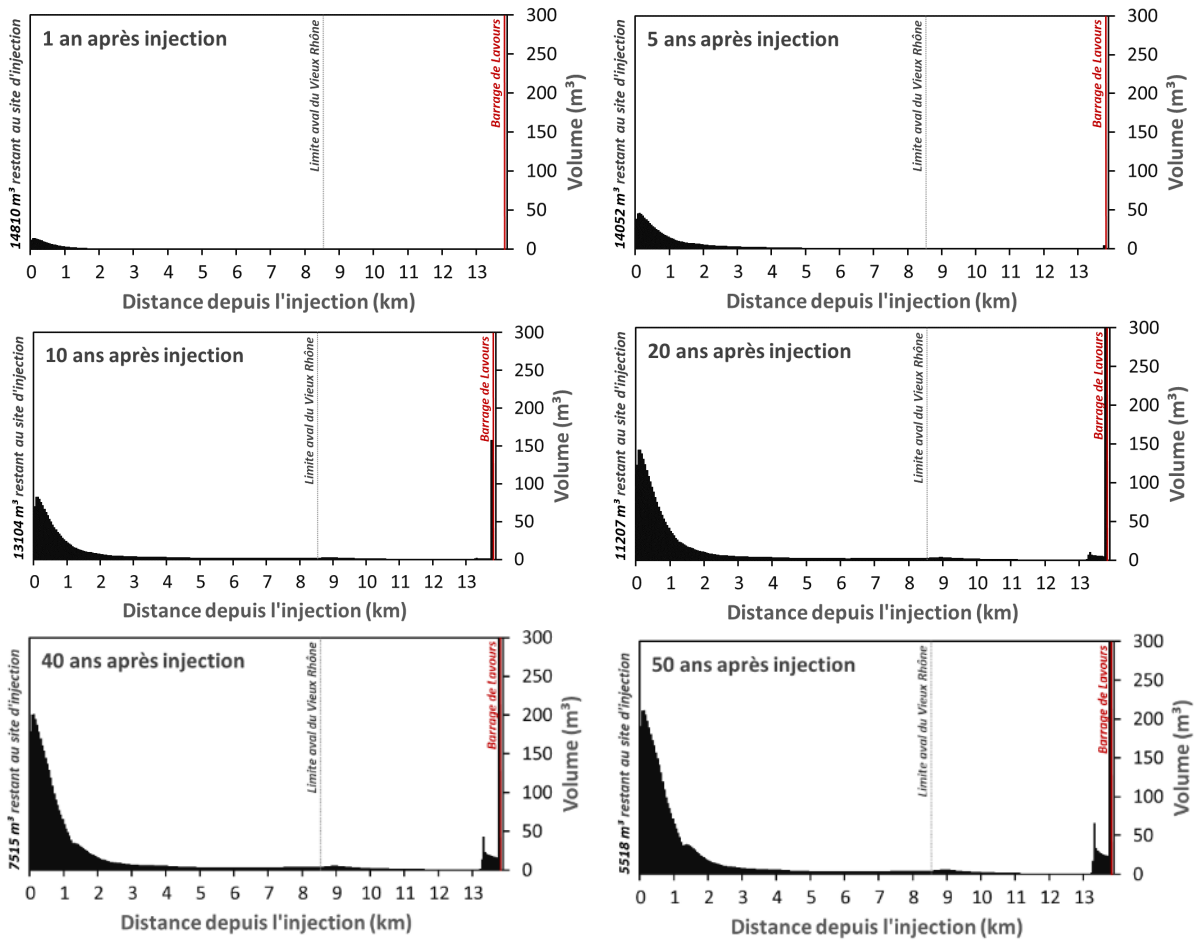 1 an après injection
14810 m³ restant au site d'injection
Limite aval du Vieux Rhône
Barrage de Lavours
300
250
200
150
100
50
0
Volume (m³)
0 1 2 3 4 5 6 7 8 9 10 11 12 13
Distance depuis l'injection (km)
5 ans après injection
14052 m³ restant au site d'injection
Limite aval du Vieux Rhône
Barrage de Lavours
300
250
200
150
100
50
0
Volume (m³)
0 1 2 3 4 5 6 7 8 9 10 11 12 13
Distance depuis l'injection (km)
10 ans après injection
13104 m³ restant au site d'injection
Limite aval du Vieux Rhône
Barrage de Lavours
300
250
200
150
100
50
0
Volume (m³)
0 1 2 3 4 5 6 7 8 9 10 11 12 13
Distance depuis l'injection (km)
20 ans après injection
11207 m³ restant au site d'injection
Limite aval du Vieux Rhône
Barrage de Lavours
300
250
200
150
100
50
0
Volume (m³)
0 1 2 3 4 5 6 7 8 9 10 11 12 13
Distance depuis l'injection (km)
40 ans après injection
7515 m³ restant au site d'injection
Limite aval du Vieux Rhône
Barrage de Lavours
300
250
200
150
100
50
0
Volume (m³)
0 1 2 3 4 5 6 7 8 9 10 11 12 13
Distance depuis l'injection (km)
50 ans après injection
5518 m³ restant au site d'injection
Limite aval du Vieux Rhône
Barrage de Lavours
300
250
200
150
100
50
0
Volume (m³)
0 1 2 3 4 5 6 7 8 9 10 11 12 13
Distance depuis l'injection (km)